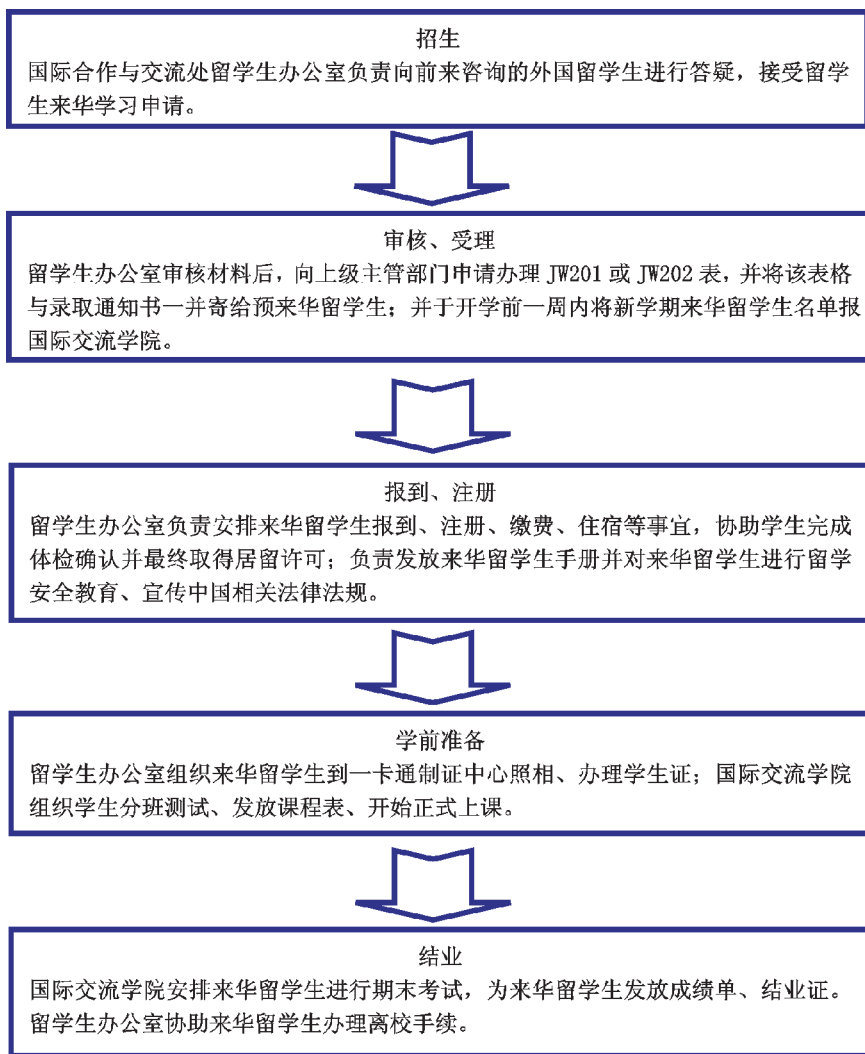 招生
国际合作与交流处留学生办公室负责向前来咨询的外国留学生进行答疑，接受留学
生来华学习申请。
审核、受理
留学生办公室审核材料后，向上级主管部门申请办理 JW201 或 JW202 表，并将该表格
与录取通知书一并寄给预来华留学生；并于开学前一周内将新学期来华留学生名单报
国际交流学院。
报到、注册
留学生办公室负责安排来华留学生报到、注册、缴费、住宿等事宜，协助学生完成
体检确认并最终取得居留许可；负责发放来华留学生手册并对来华留学生进行留学
安全教育、宣传中国相关法律法规。
学前准备
留学生办公室组织来华留学生到一卡通制证中心照相、办理学生证；国际交流学院
组织学生分班测试、发放课程表、开始正式上课。
结业
国际交流学院安排来华留学生进行期末考试，为来华留学生发放成绩单、结业证。
留学生办公室协助来华留学生办理离校手续。